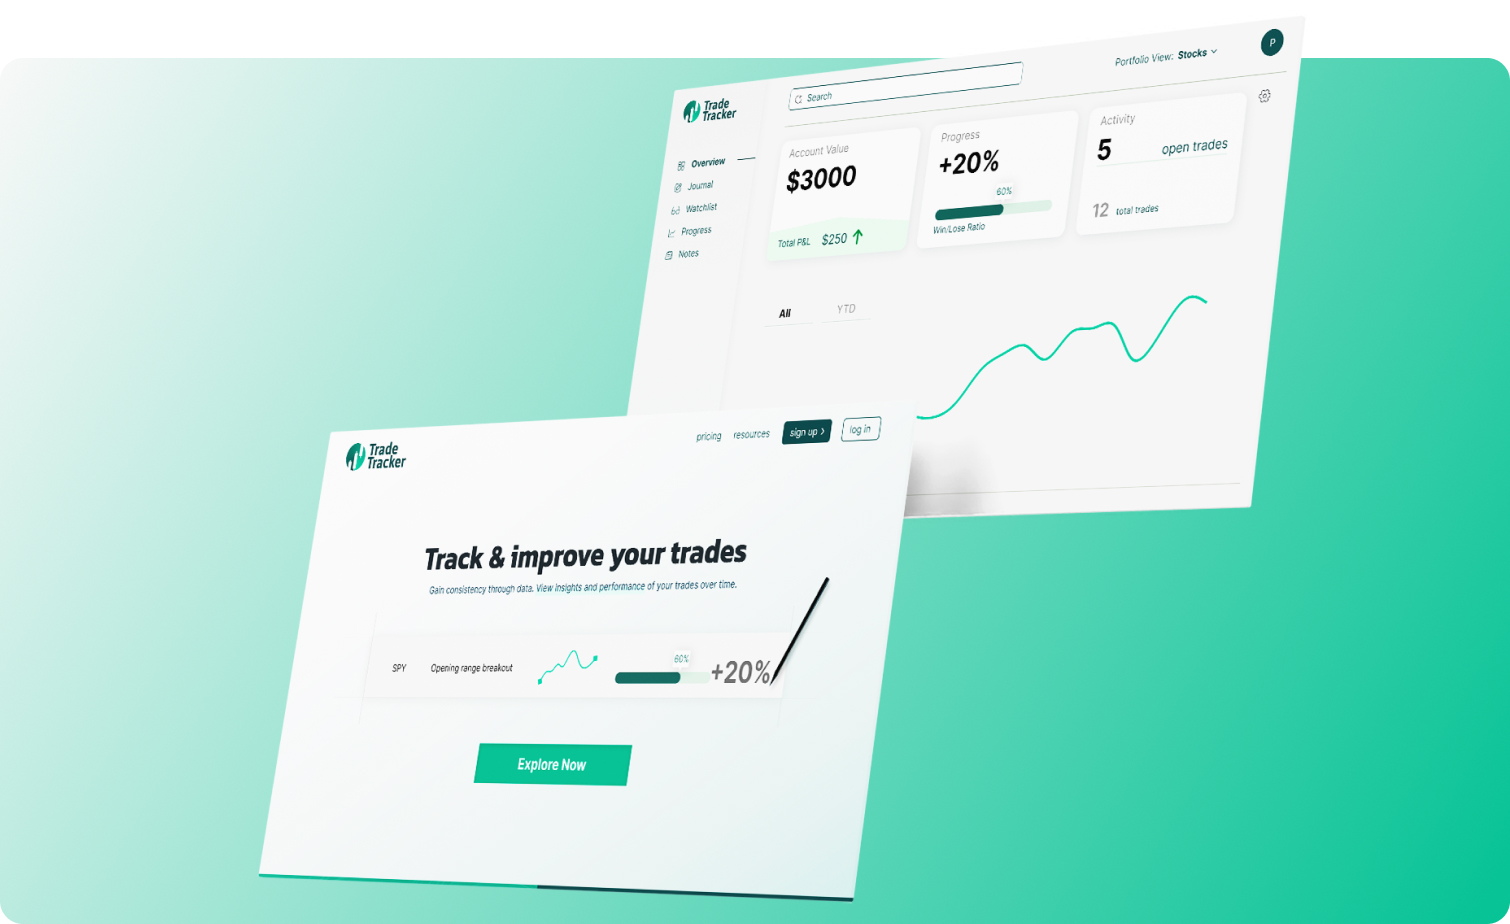 Portfolio View: Stocks
P
Search
Trade
Tracker
Overview
Journal
Watchlist
Progress
Notes
Account Value
$3000
Total P&L $250
Progress
+20%
60%
Win/Lose Ratio
Activity
5 open trades
12 total trades
All YTD
Trade
Tracker
pricing resources sign up log in
Track & improve your trades
Gain consistency through data. View insights and performance of your trades over time.
SPY Opening range breakout 60% +20%
Explore Now